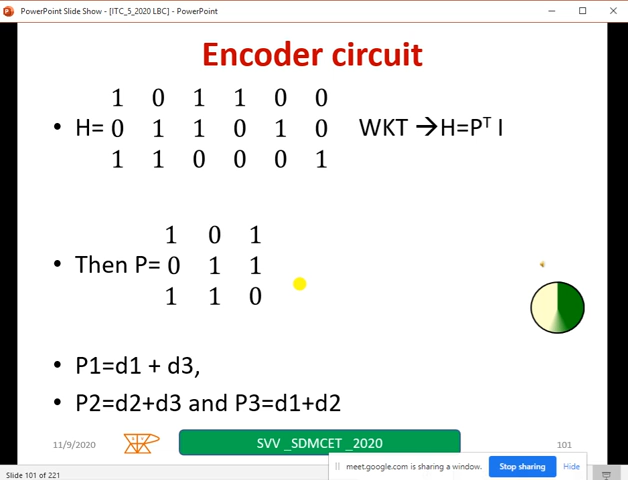 PowerPoint Slide Show - [ITC_5_2020 LBC] - PowerPoint
Encoder circuit
1 0 1 1 0 0
• H= 0 1 1 0 1 0 WKT →H=Pᵀ I
1 1 0 0 0 1
1 0 1
• Then P= 0 1 1
1 1 0
• P1=d1 + d3,
• P2=d2+d3 and P3=d1+d2
11/9/2020 SVV _SDMCET _2020 101
meet.google.com is sharing a window. Stop sharing Hide
Slide 101 of 221